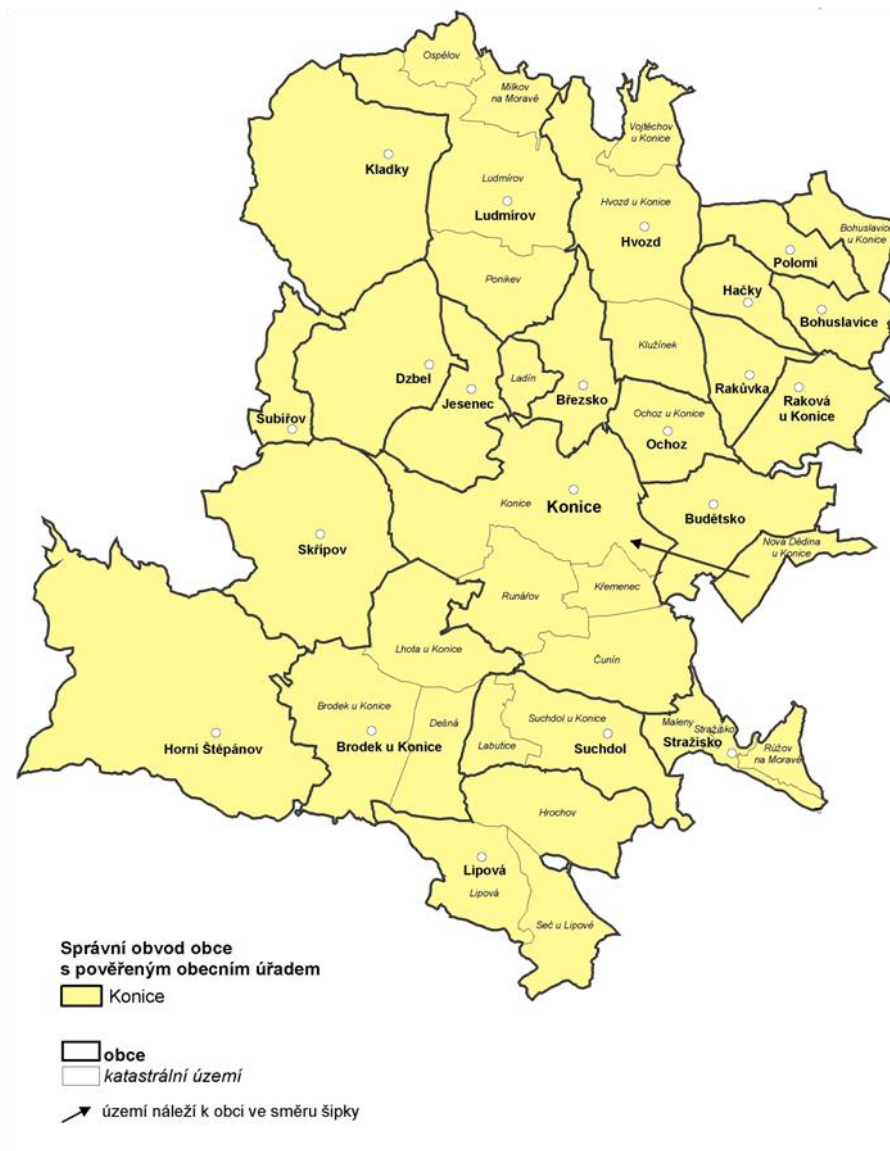 Ospělov
Milkov
na Moravě
Vojtěchov
u Konice
Kladky
Ludmírov
Ludmírov
Hvozd u Konice
Hvozd
Bohuslavice
u Konice
Polomí
Ponikev
Hačky
Bohuslavice
Klužínek
Dzbel
Ladín
Jesenec
Březsko
Rakůvka
Raková
u Konice
Šubířov
Ochoz u Konice
Ochoz
Konice
Konice
Budětsko
Skřípov
Nová Dědina
u Konice
Runářov
Křemenec
Lhota u Konice
Čunín
Brodek u Konice
Dešná
Suchdol u Konice
Maleny
Stražisko
Horní Štěpánov
Brodek u Konice
Labutice
Suchdol
Stražisko
Růžov
na Moravě
Hrochov
Lipová
Lipová
Seč u Lipové
Správní obvod obce
s pověřeným obecním úřadem
Konice
obce
katastrální území
území náleží k obci ve směru šipky